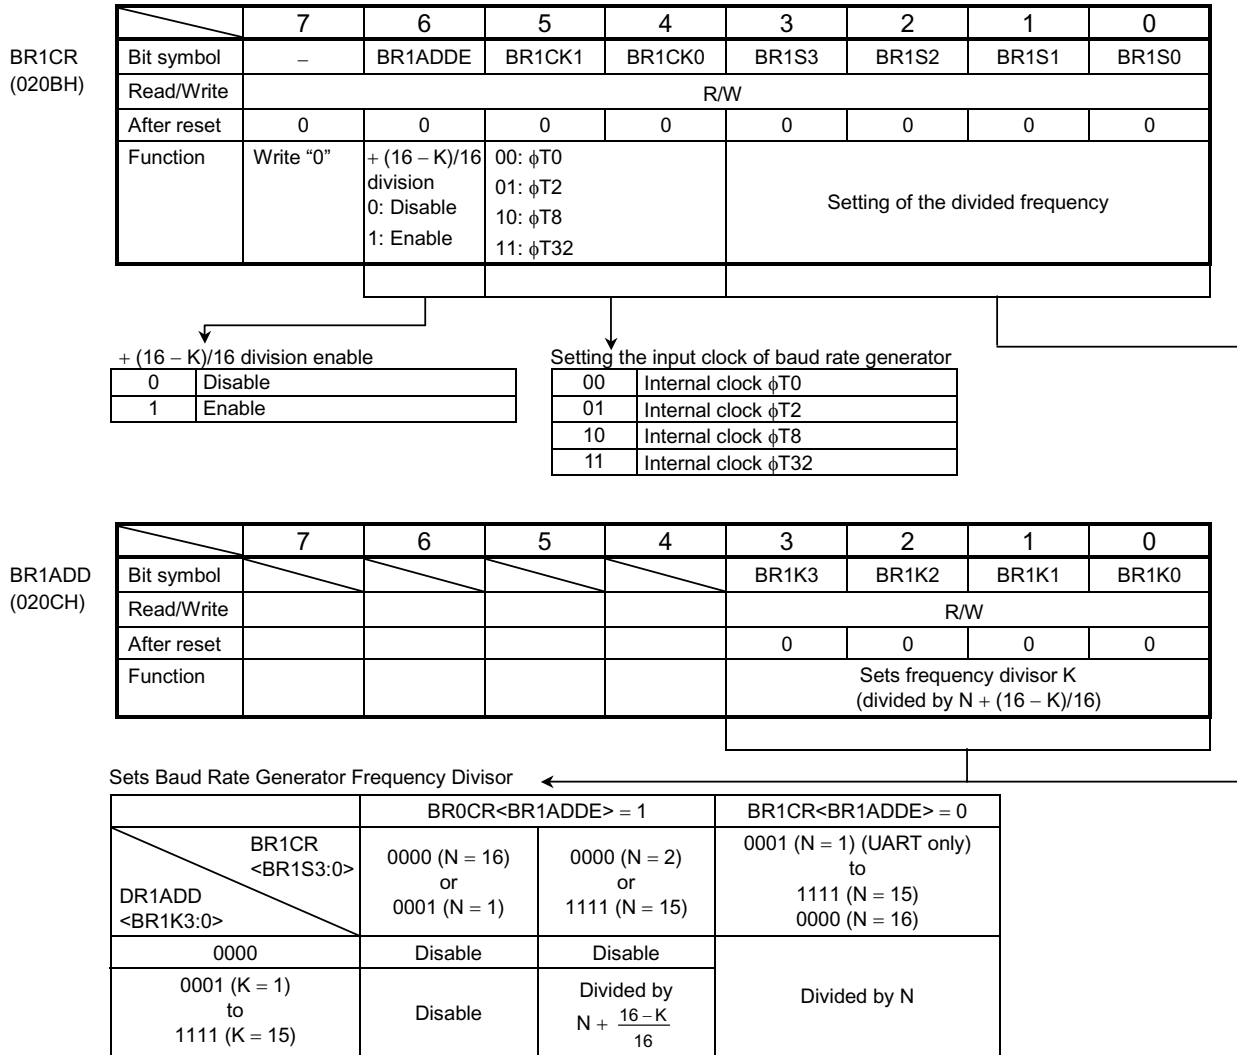 7 6 5 4 3 2 1 0
BR1CR
(020BH)
Bit symbol – BR1ADDE BR1CK1 BR1CK0 BR1S3 BR1S2 BR1S1 BR1S0
Read/Write R/W
After reset 0 0 0 0 0 0 0 0
Function Write “0”
+ (16 – K)/16
division
0: Disable
1: Enable
00: ϕT0
01: ϕT2
10: ϕT8
11: ϕT32
Setting of the divided frequency
+ (16 – K)/16 division enable
0 Disable
1 Enable
Setting the input clock of baud rate generator
00 Internal clock ϕT0
01 Internal clock ϕT2
10 Internal clock ϕT8
11 Internal clock ϕT32
7 6 5 4 3 2 1 0
BR1ADD
(020CH)
Bit symbol BR1K3 BR1K2 BR1K1 BR1K0
Read/Write R/W
After reset 0 0 0 0
Function
Sets frequency divisor K
(divided by N + (16 – K)/16)
Sets Baud Rate Generator Frequency Divisor
BR0CR<BR1ADDE> = 1 BR1CR<BR1ADDE> = 0
BR1CR
<BR1S3:0>
DR1ADD
<BR1K3:0>
0000 (N = 16)
or
0001 (N = 1)
0000 (N = 2)
or
1111 (N = 15)
0001 (N = 1) (UART only)
to
1111 (N = 15)
0000 (N = 16)
0000 Disable Disable
0001 (K = 1)
to
1111 (K = 15)
Disable
Divided by
N + 16 – K
16
Divided by N